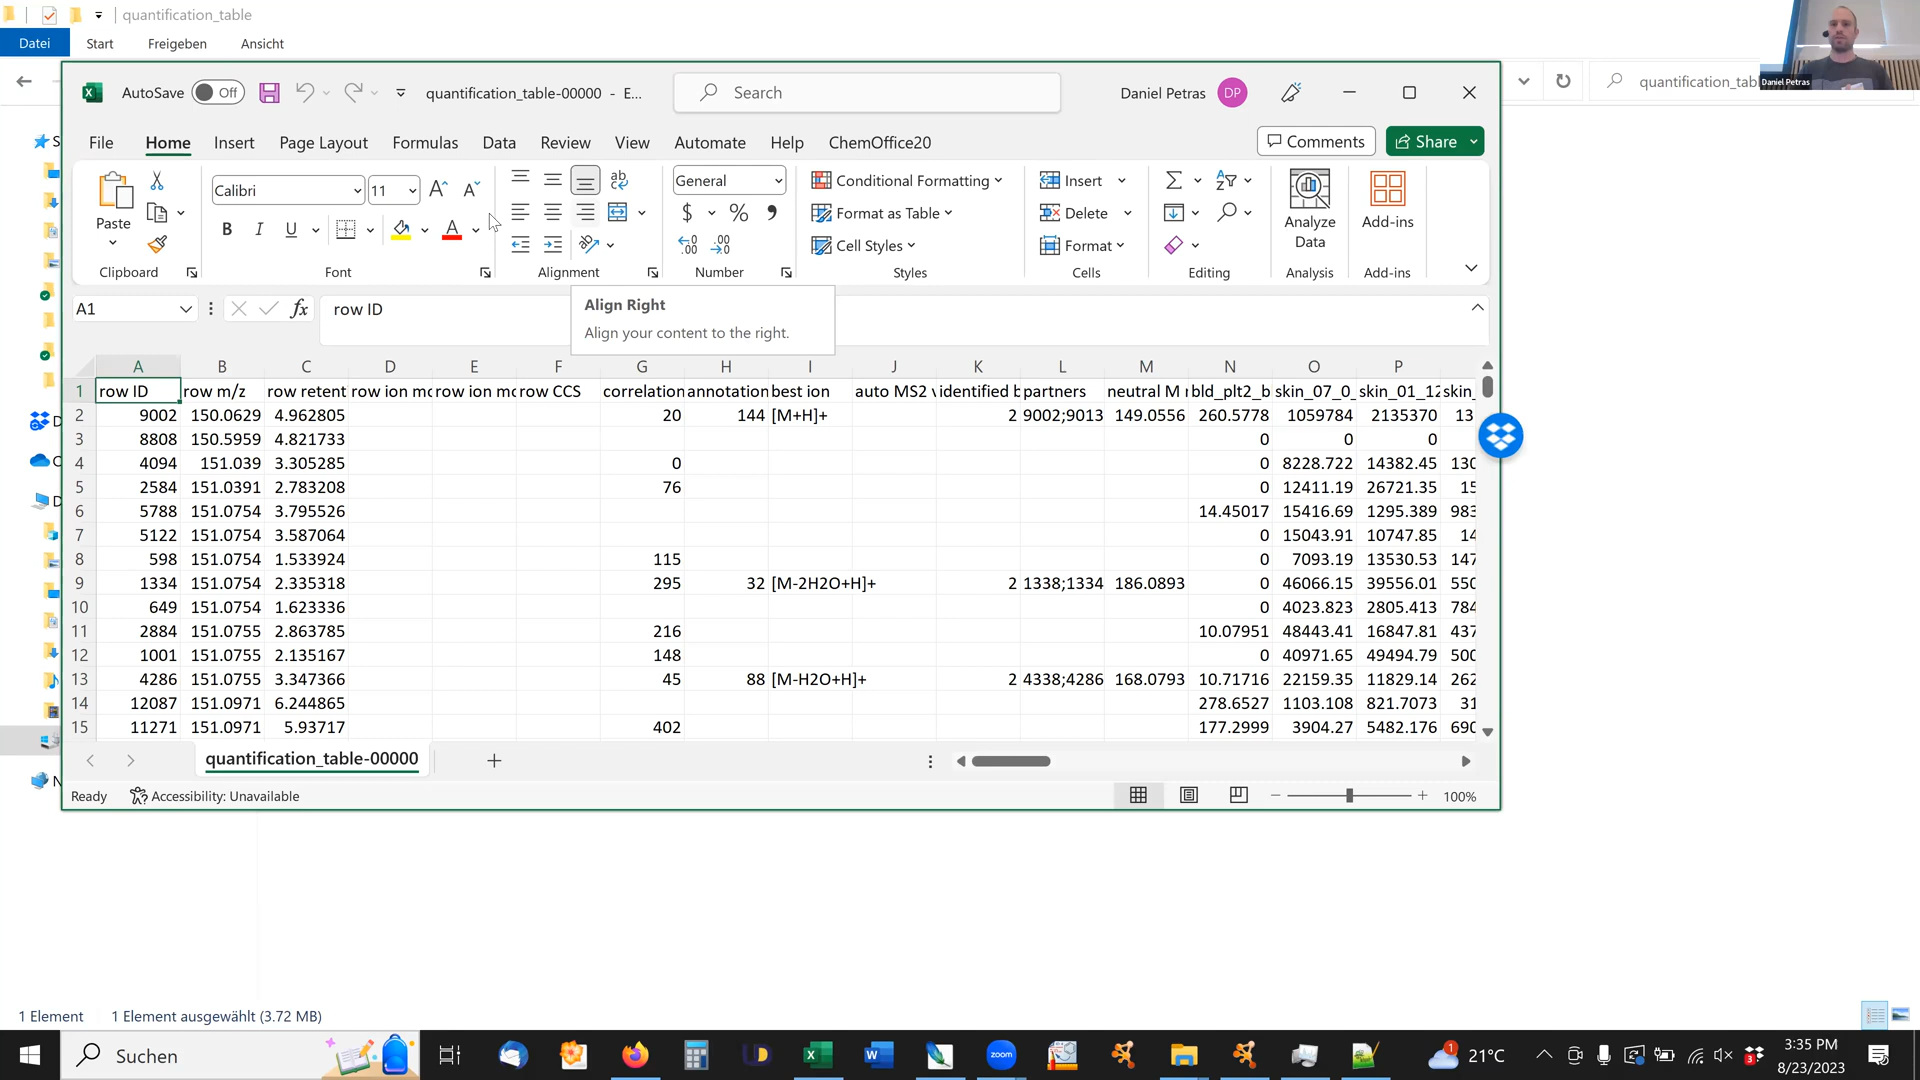 quantification_table
Datei Start Freigeben Ansicht
Daniel Petras
AutoSave Off quantification_table-00000 - E... Search Daniel Petras DP
File Home Insert Page Layout Formulas Data Review View Automate Help ChemOffice20 Comments Share
Paste
Calibri 11
General
Conditional Formatting
Format as Table
Cell Styles
Insert
Delete
Format
Analyze
Data
Add-ins
Clipboard Font Alignment Number Styles Cells Editing Analysis Add-ins
A1 fx row ID
Align Right
Align your content to the right.
A B C D E F G H I J K L M N O P
1 row ID row m/z row retent row ion mo row ion mo row CCS correlation annotation best ion auto MS2 v identified b partners neutral M r bld_plt2_b skin_07_0_ skin_01_12 skin_
2 9002 150.0629 4.962805 20 144 [M+H]+ 2 9002;9013 149.0556 260.5778 1059784 2135370 13
3 8808 150.5959 4.821733 0 0 0
4 4094 151.039 3.305285 0 0 8228.722 14382.45 130
5 2584 151.0391 2.783208 76 0 12411.19 26721.35 15
6 5788 151.0754 3.795526 14.45017 15416.69 1295.389 983
7 5122 151.0754 3.587064 0 15043.91 10747.85 14
8 598 151.0754 1.533924 115 0 7093.19 13530.53 147
9 1334 151.0754 2.335318 295 32 [M-2H2O+H]+ 2 1338;1334 186.0893 0 46066.15 39556.01 550
10 649 151.0754 1.623336 0 4023.823 2805.413 784
11 2884 151.0755 2.863785 216 10.07951 48443.41 16847.81 437
12 1001 151.0755 2.135167 148 0 40971.65 49494.79 500
13 4286 151.0755 3.347366 45 88 [M-H2O+H]+ 2 4338;4286 168.0793 10.71716 22159.35 11829.14 262
14 12087 151.0971 6.244865 278.6527 1103.108 821.7073 31
15 11271 151.0971 5.93717 402 177.2999 3904.27 5482.176 690
quantification_table-00000
Ready Accessibility: Unavailable 100%
1 Element 1 Element ausgewählt (3.72 MB)
Suchen
zoom
21°C
3:35 PM
8/23/2023